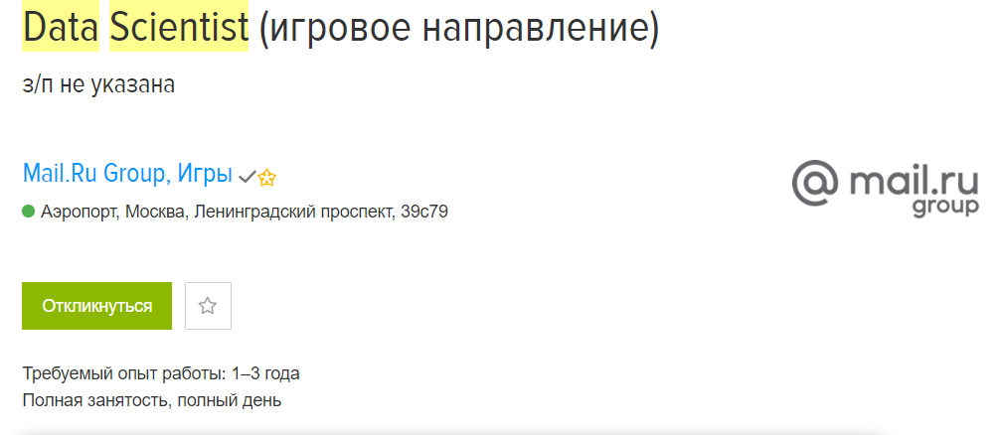 Data Scientist (игровое направление)
з/п не указана
Mail.Ru Group, Игры
@mail.ru
group
Аэропорт, Москва, Ленинградский проспект, 39с79
Откликнуться
Требуемый опыт работы: 1–3 года
Полная занятость, полный день